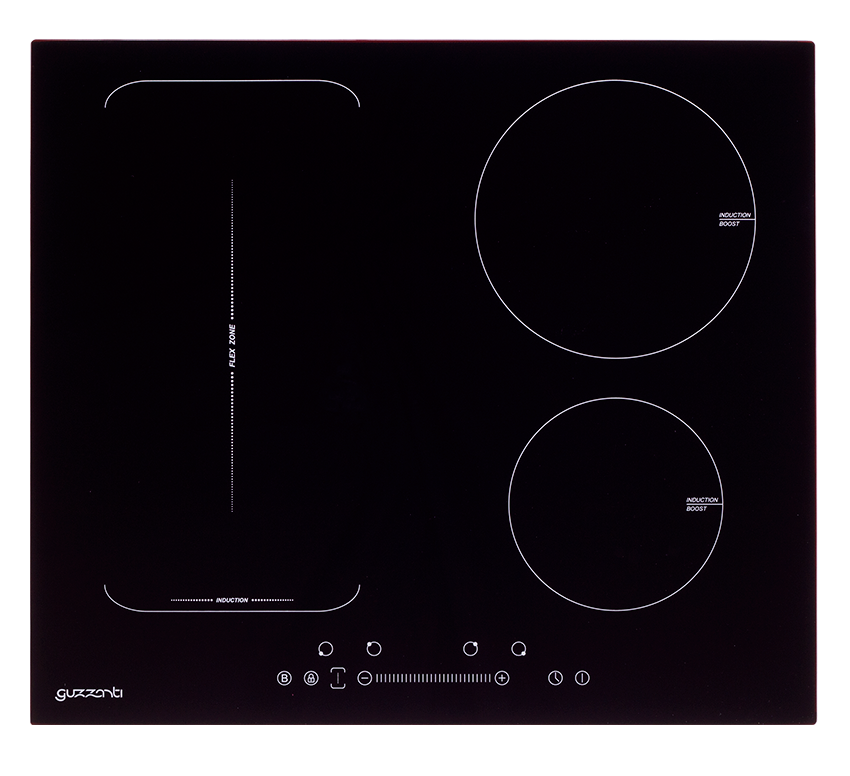 INDUCTION
BOOST
FLEX ZONE
INDUCTION
BOOST
INDUCTION
B
guzzanti